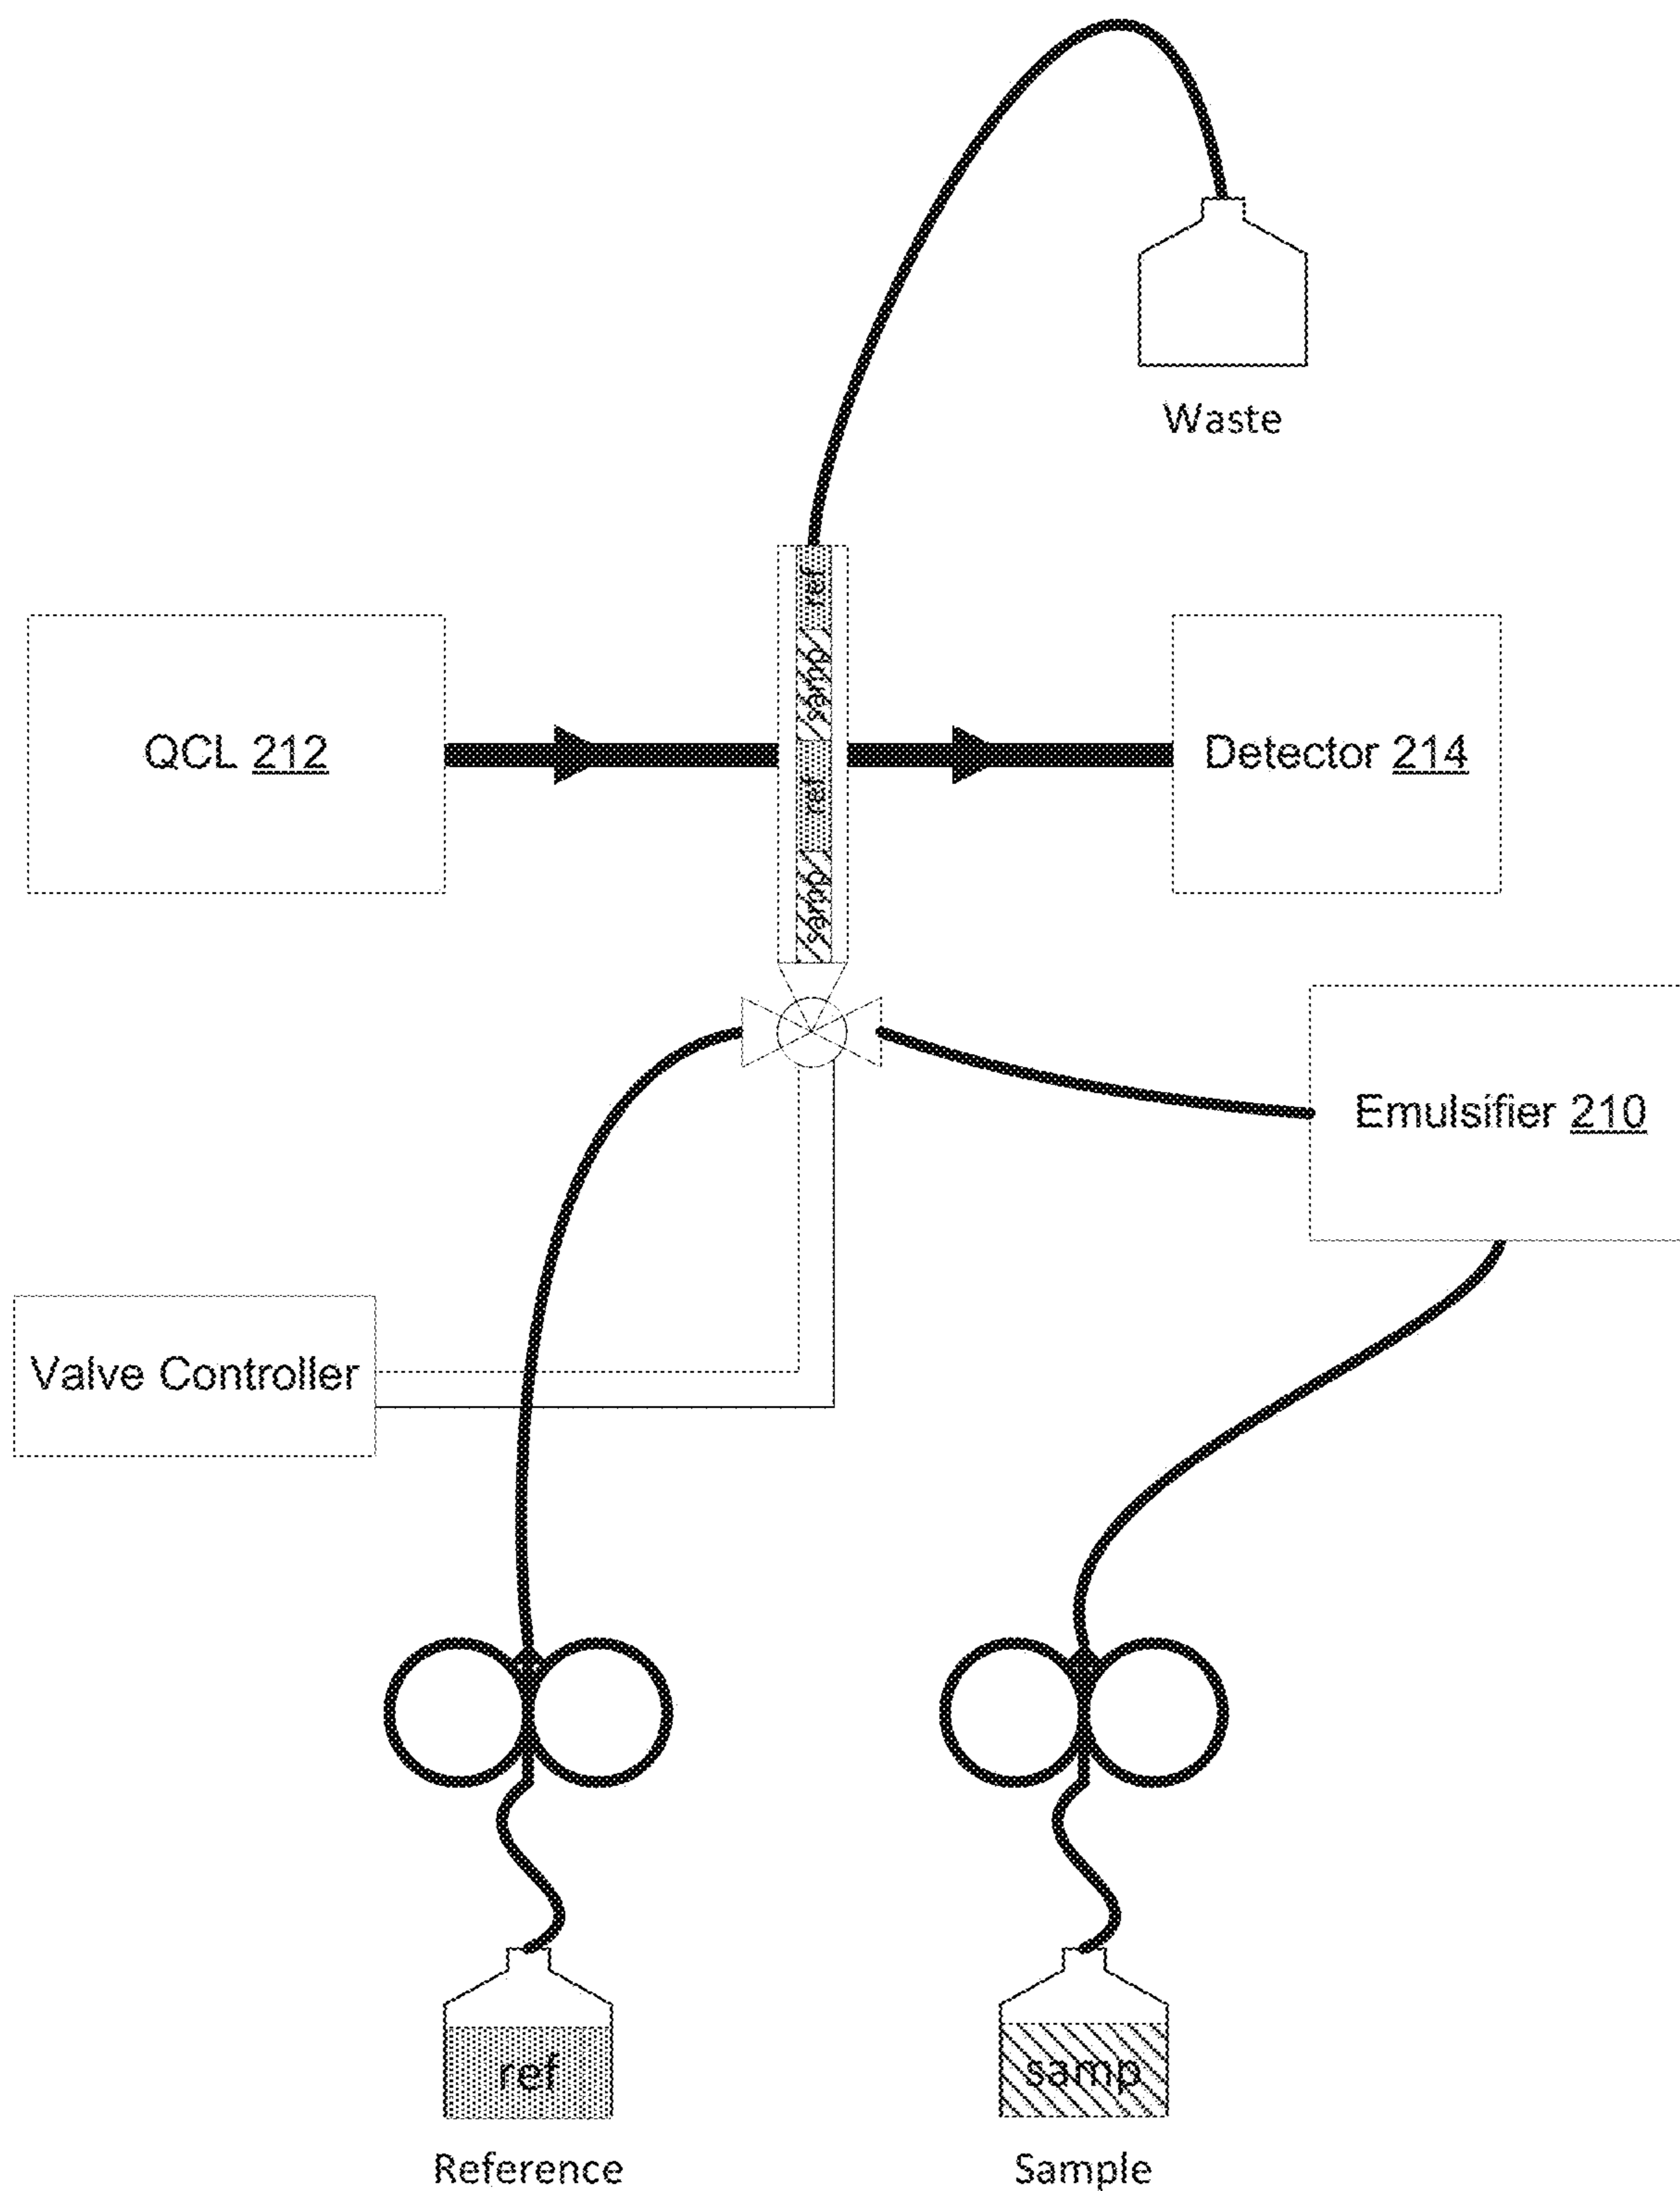 Waste
ref
samp
QCL 212
Detector 214
ref
samp
Emulsifier 210
Valve Controller
ref
samp
Reference
Sample